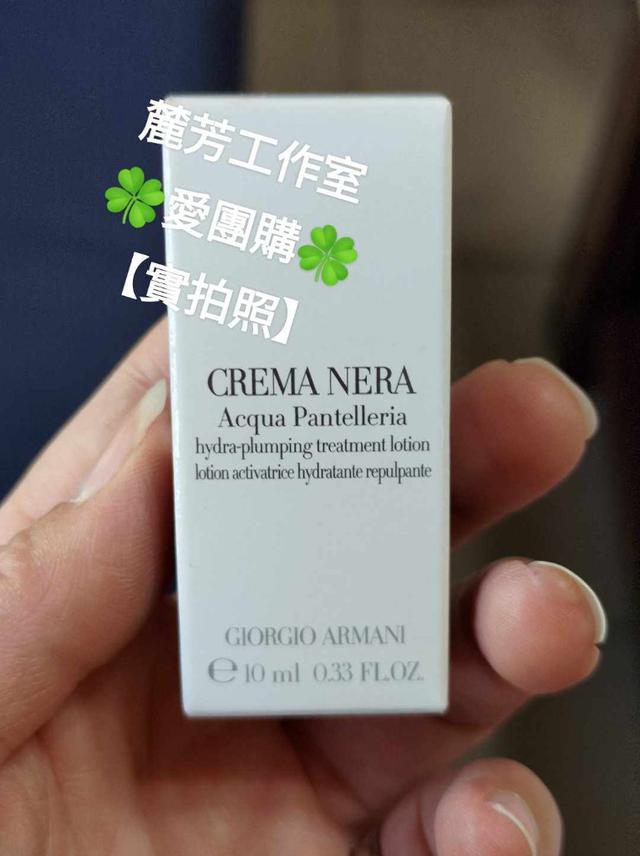 麓芳工作室
🍀愛團購🍀
【實拍照】
CREMA NERA
Acqua Pantelleria
hydra-plumping treatment lotion
lotion activatrice hydratante repulpante
GIORGIO ARMANI
℮ 10 ml 0.33 FL.OZ.